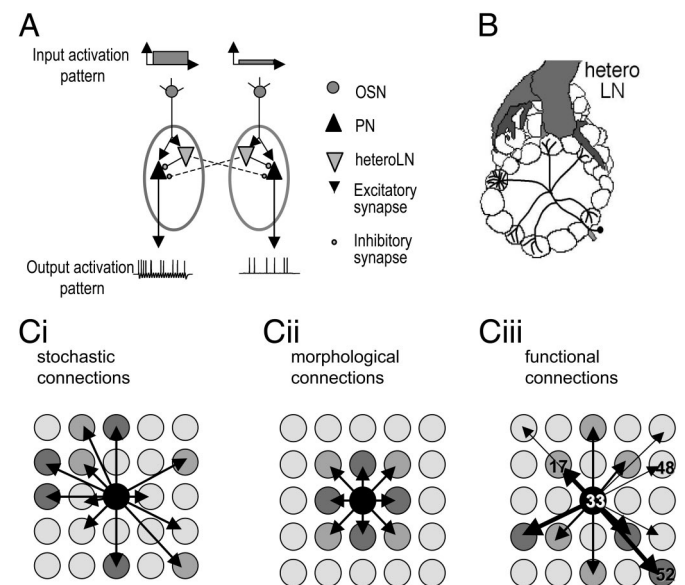 A
Input activation
pattern
OSN
PN
heteroLN
Excitatory
synapse
Inhibitory
synapse
Output activation
pattern
B
hetero
LN
Ci
stochastic
connections
Cii
morphological
connections
Ciii
functional
connections
17
48
33
52